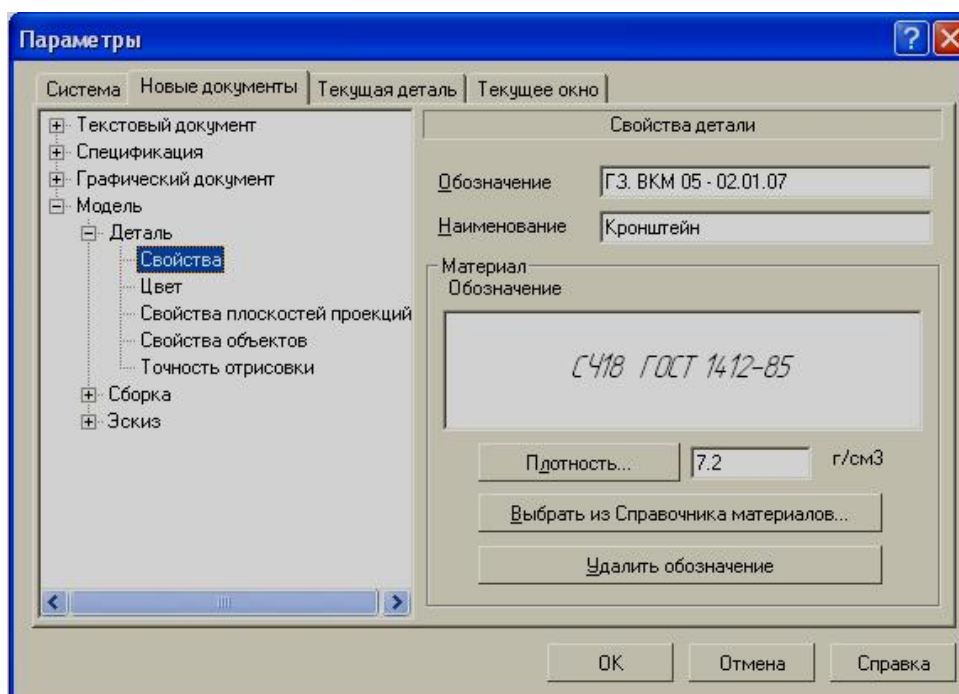 Параметры
Система Новые документы Текущая деталь Текущее окно
Текстовый документ
Спецификация
Графический документ
Модель
Деталь
Свойства
Цвет
Свойства плоскостей проекций
Свойства объектов
Точность отрисовки
Сборка
Эскиз
Свойства детали
Обозначение ГЗ. ВКМ 05 - 02.01.07
Наименование Кронштейн
Материал
Обозначение
СЧ18 ГОСТ 1412-85
Плотность... 7.2 г/см3
Выбрать из Справочника материалов...
Удалить обозначение
OK Отмена Справка